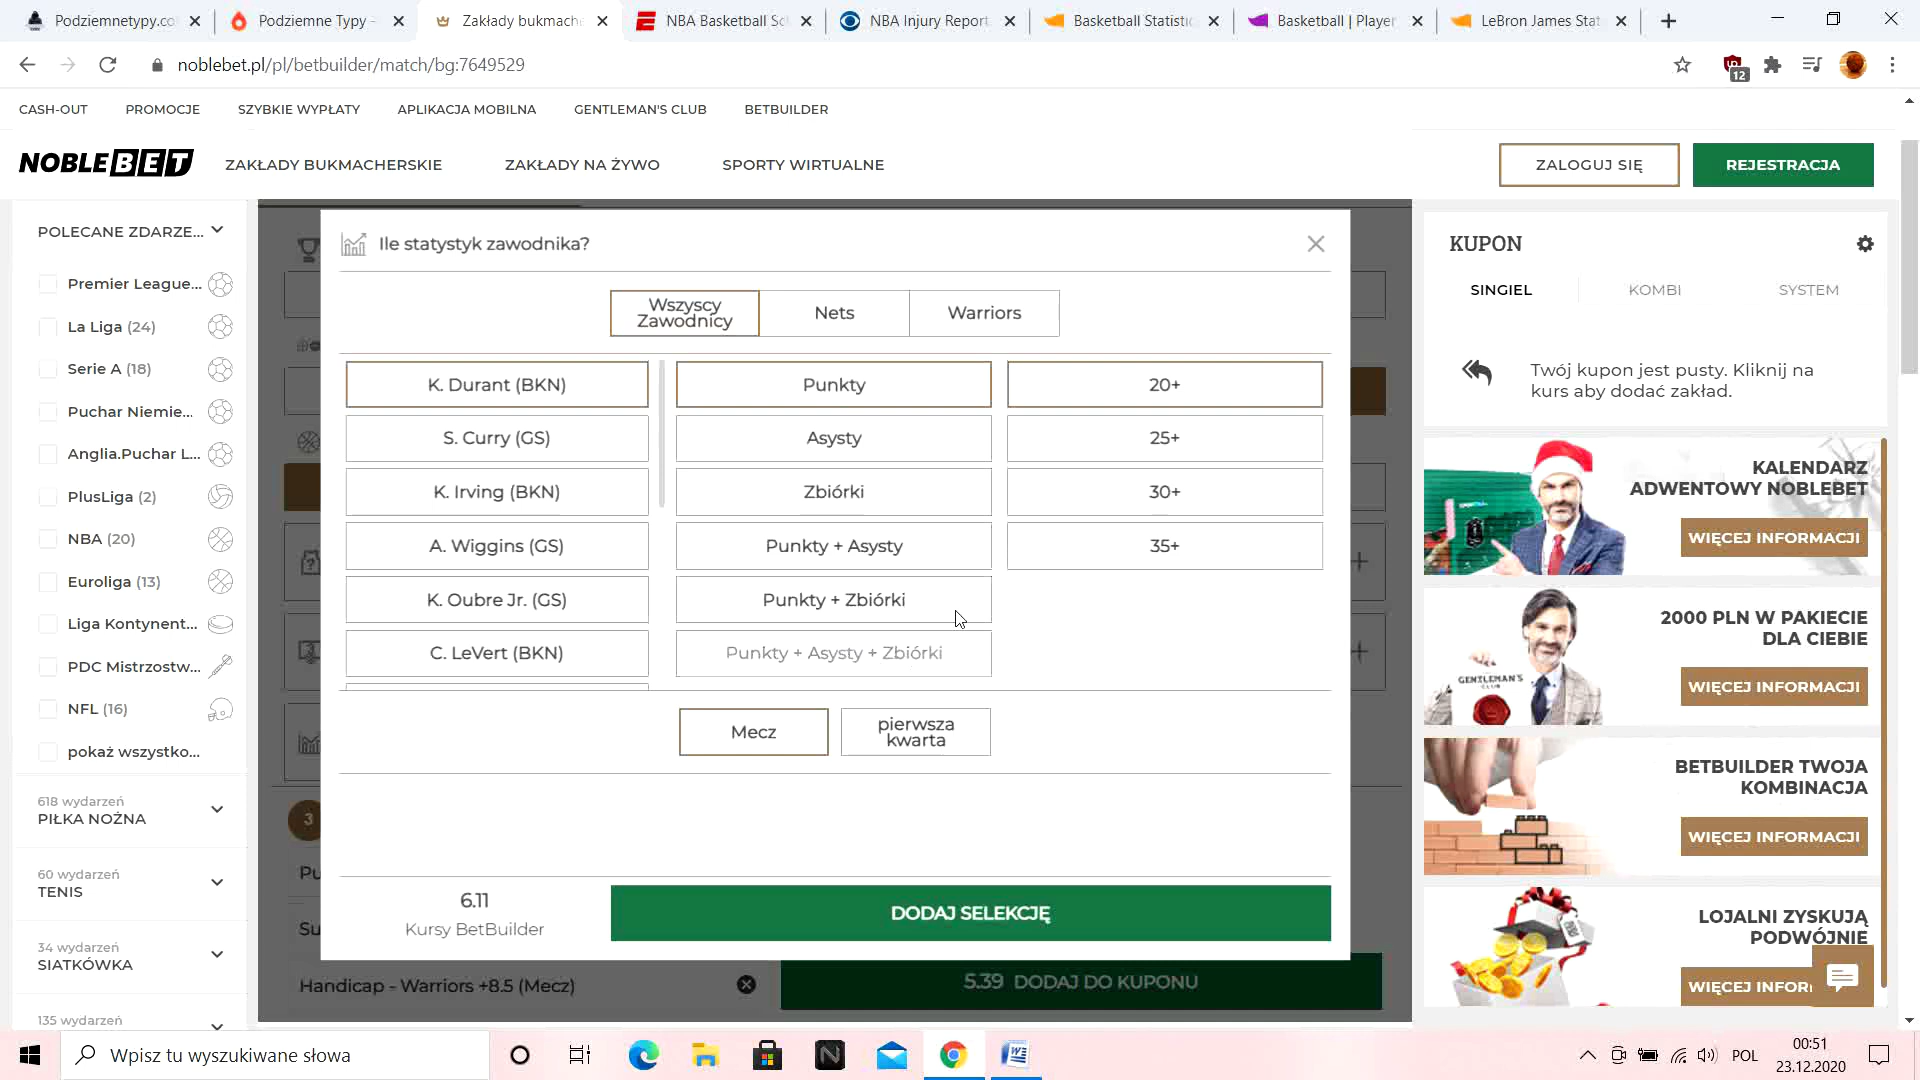 Podziemnetypy.co
Podziemne Typy -
Zakłady bukmache
NBA Basketball Sc
NBA Injury Report
Basketball Statistic
Basketball | Player
LeBron James Stat
noblebet.pl/pl/betbuilder/match/bg:7649529
12
CASH-OUT
PROMOCJE
SZYBKIE WYPŁATY
APLIKACJA MOBILNA
GENTLEMAN'S CLUB
BETBUILDER
NOBLEBET
ZAKŁADY BUKMACHERSKIE
ZAKŁADY NA ŻYWO
SPORTY WIRTUALNE
ZALOGUJ SIĘ
REJESTRACJA
POLECANE ZDARZE...
Premier League...
La Liga (24)
Serie A (18)
Puchar Niemie...
Anglia.Puchar L...
PlusLiga (2)
NBA (20)
Euroliga (13)
Liga Kontynent...
PDC Mistrzostw...
NFL (16)
pokaż wszystko...
618 wydarzeń
PIŁKA NOŻNA
60 wydarzeń
TENIS
34 wydarzeń
SIATKÓWKA
135 wydarzeń
Ile statystyk zawodnika?
Wszyscy
Zawodnicy
Nets
Warriors
K. Durant (BKN)
Punkty
20+
S. Curry (GS)
Asysty
25+
K. Irving (BKN)
Zbiórki
30+
A. Wiggins (GS)
Punkty + Asysty
35+
K. Oubre Jr. (GS)
Punkty + Zbiórki
C. LeVert (BKN)
Punkty + Asysty + Zbiórki
Mecz
pierwsza
kwarta
3
Pu
Su
6.11
Kursy BetBuilder
DODAJ SELEKCJĘ
Handicap - Warriors +8.5 (Mecz)
5.39 DODAJ DO KUPONU
KUPON
SINGIEL
KOMBI
SYSTEM
Twój kupon jest pusty. Kliknij na
kurs aby dodać zakład.
KALENDARZ
ADWENTOWY NOBLEBET
WIĘCEJ INFORMACJI
2000 PLN W PAKIECIE
DLA CIEBIE
GENTLEMAN'S
CLUB
WIĘCEJ INFORMACJI
BETBUILDER TWOJA
KOMBINACJA
WIĘCEJ INFORMACJI
LOJALNI ZYSKUJĄ
PODWÓJNIE
WIĘCEJ INFOR
Wpisz tu wyszukiwane słowa
POL
00:51
23.12.2020